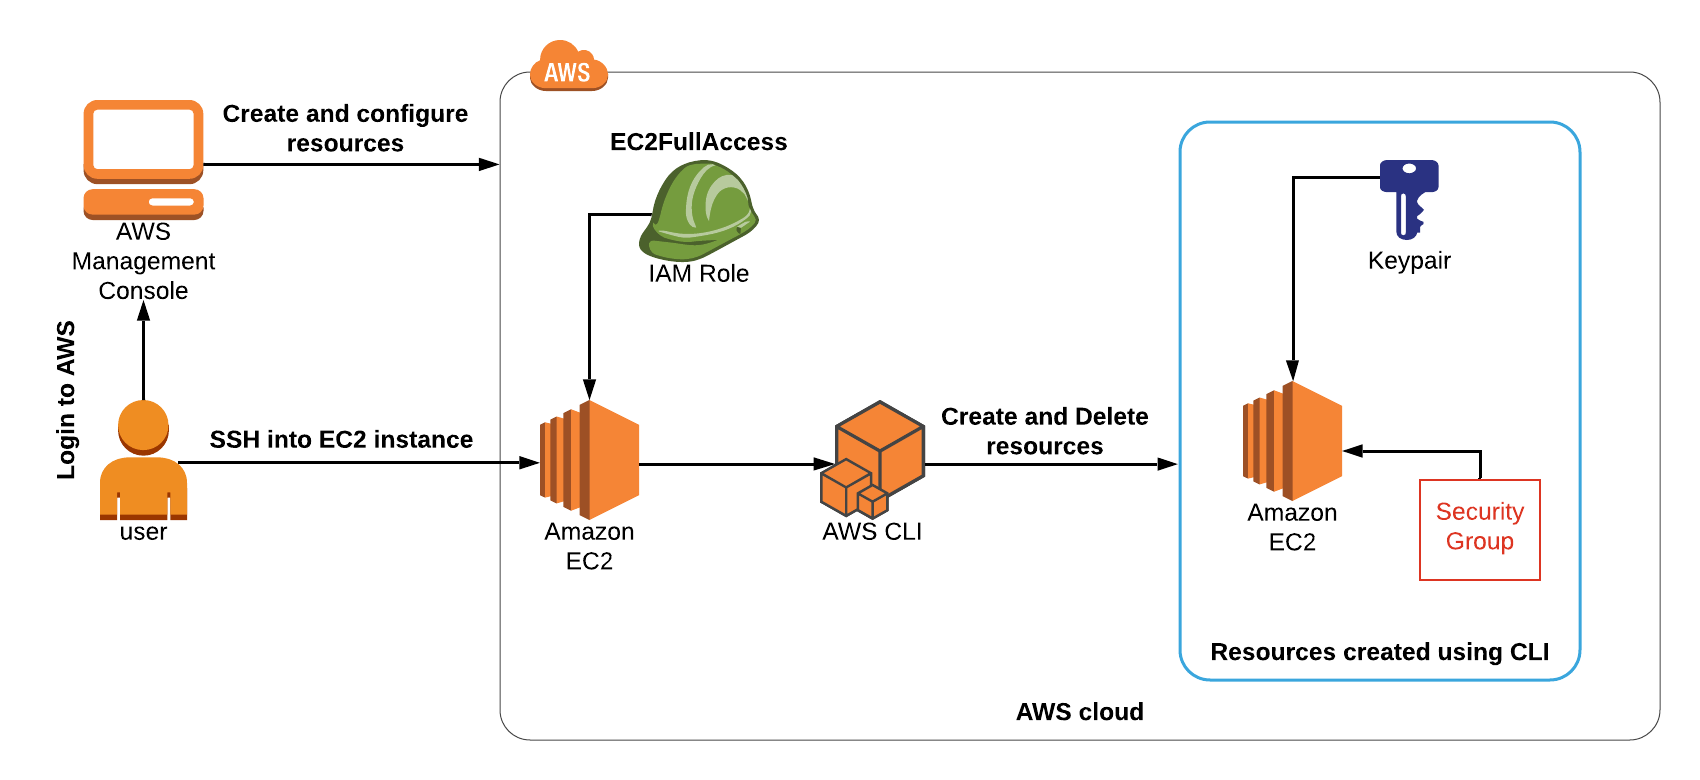 AWS
Create and configure
resources
EC2FullAccess
IAM Role
AWS
Management
Console
Keypair
Login to AWS
SSH into EC2 instance
user
Amazon
EC2
AWS CLI
Create and Delete
resources
Amazon
EC2
Security
Group
Resources created using CLI
AWS cloud